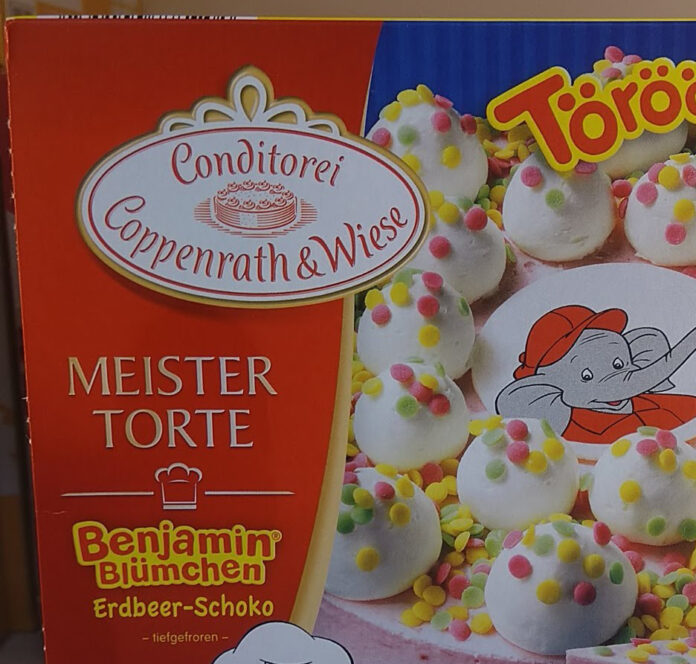 Conditorei
Coppenrath & Wiese
MEISTER
TORTE
Benjamin®
Blümchen
Erdbeer-Schoko
– tiefgefroren –
Töröö